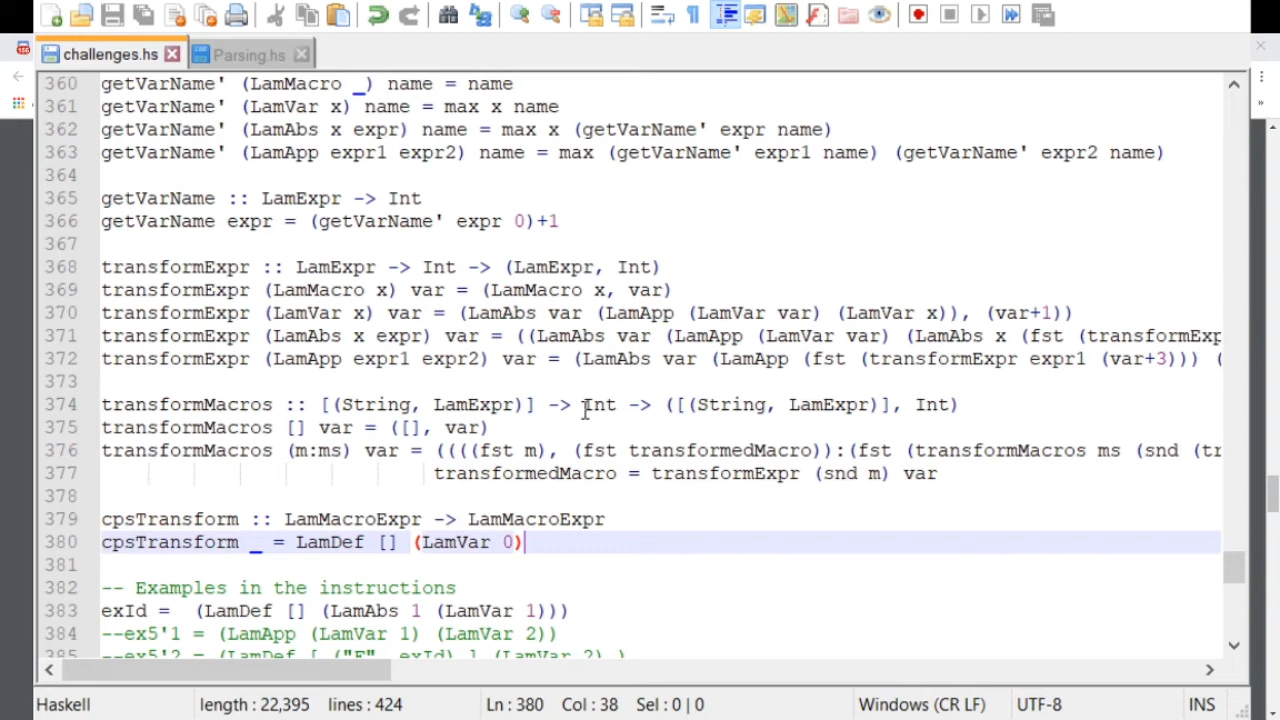 challenges.hs
Parsing.hs
360 getVarName' (LamMacro _) name = name
361 getVarName' (LamVar x) name = max x name
362 getVarName' (LamAbs x expr) name = max x (getVarName' expr name)
363 getVarName' (LamApp expr1 expr2) name = max (getVarName' expr1 name) (getVarName' expr2 name)
364
365 getVarName :: LamExpr -> Int
366 getVarName expr = (getVarName' expr 0)+1
367
368 transformExpr :: LamExpr -> Int -> (LamExpr, Int)
369 transformExpr (LamMacro x) var = (LamMacro x, var)
370 transformExpr (LamVar x) var = (LamAbs var (LamApp (LamVar var) (LamVar x)), (var+1))
371 transformExpr (LamAbs x expr) var = ((LamAbs var (LamApp (LamVar var) (LamAbs x (fst (transformExp
372 transformExpr (LamApp expr1 expr2) var = (LamAbs var (LamApp (fst (transformExpr expr1 (var+3))) (
373
374 transformMacros :: [(String, LamExpr)] -> Int -> ([(String, LamExpr)], Int)
375 transformMacros [] var = ([], var)
376 transformMacros (m:ms) var = ((((fst m), (fst transformedMacro)):(fst (transformMacros ms (snd (tr
377 transformedMacro = transformExpr (snd m) var
378
379 cpsTransform :: LamMacroExpr -> LamMacroExpr
380 cpsTransform _ = LamDef [] (LamVar 0)
381
382 -- Examples in the instructions
383 exId =  (LamDef [] (LamAbs 1 (LamVar 1)))
384 --ex5'1 = (LamApp (LamVar 1) (LamVar 2))
--ex5'2 = (LamDef [ ("F", exId) ] (LamVar 2) )
Haskell length : 22,395 lines : 424 Ln : 380 Col : 38 Sel : 0 | 0 Windows (CR LF) UTF-8 INS